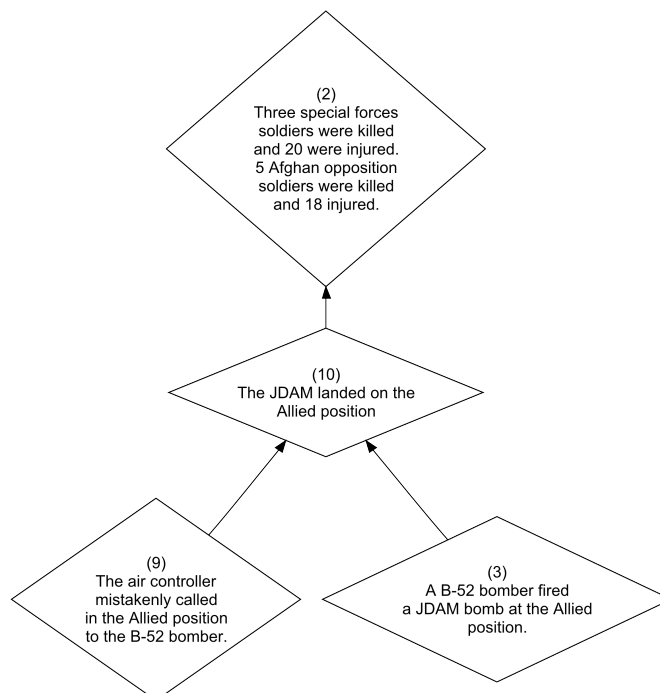 (2)
Three special forces
soldiers were killed
and 20 were injured.
5 Afghan opposition
soldiers were killed
and 18 injured.
(10)
The JDAM landed on the
Allied position
(9)
The air controller
mistakenly called
in the Allied position
to the B-52 bomber.
(3)
A B-52 bomber fired
a JDAM bomb at the Allied
position.